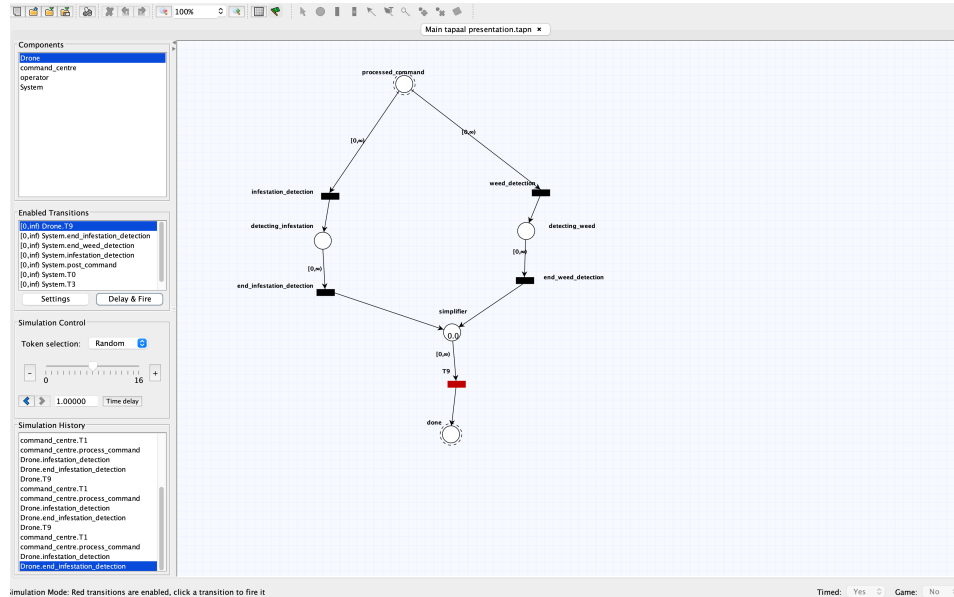 100%
Main tapaal presentation.tapn ×
Components
Drone
command_centre
operator
System
Enabled Transitions
[0,inf) Drone.T9
[0,inf) System.end_infestation_detection
[0,inf) System.end_weed_detection
[0,inf) System.infestation_detection
[0,inf) System.post_command
[0,inf) System.T0
[0,inf) System.T3
Settings
Delay & Fire
Simulation Control
Token selection:
Random
-
+
0
16
1.00000
Time delay
Simulation History
command_centre.T1
command_centre.process_command
Drone.infestation_detection
Drone.end_infestation_detection
Drone.T9
command_centre.T1
command_centre.process_command
Drone.infestation_detection
Drone.end_infestation_detection
Drone.T9
command_centre.T1
command_centre.process_command
Drone.infestation_detection
Drone.end_infestation_detection
processed_command
[0,∞)
[0,∞)
infestation_detection
weed_detection
detecting_infestation
detecting_weed
[0,∞)
[0,∞)
end_infestation_detection
end_weed_detection
simplifier
0.0
[0,∞)
T9
done
Simulation Mode: Red transitions are enabled, click a transition to fire it
Timed: Yes
Game: No